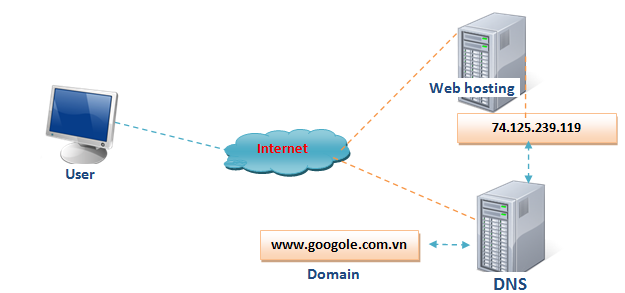 Web hosting
74.125.239.119
Internet
User
www.googole.com.vn
Domain
DNS